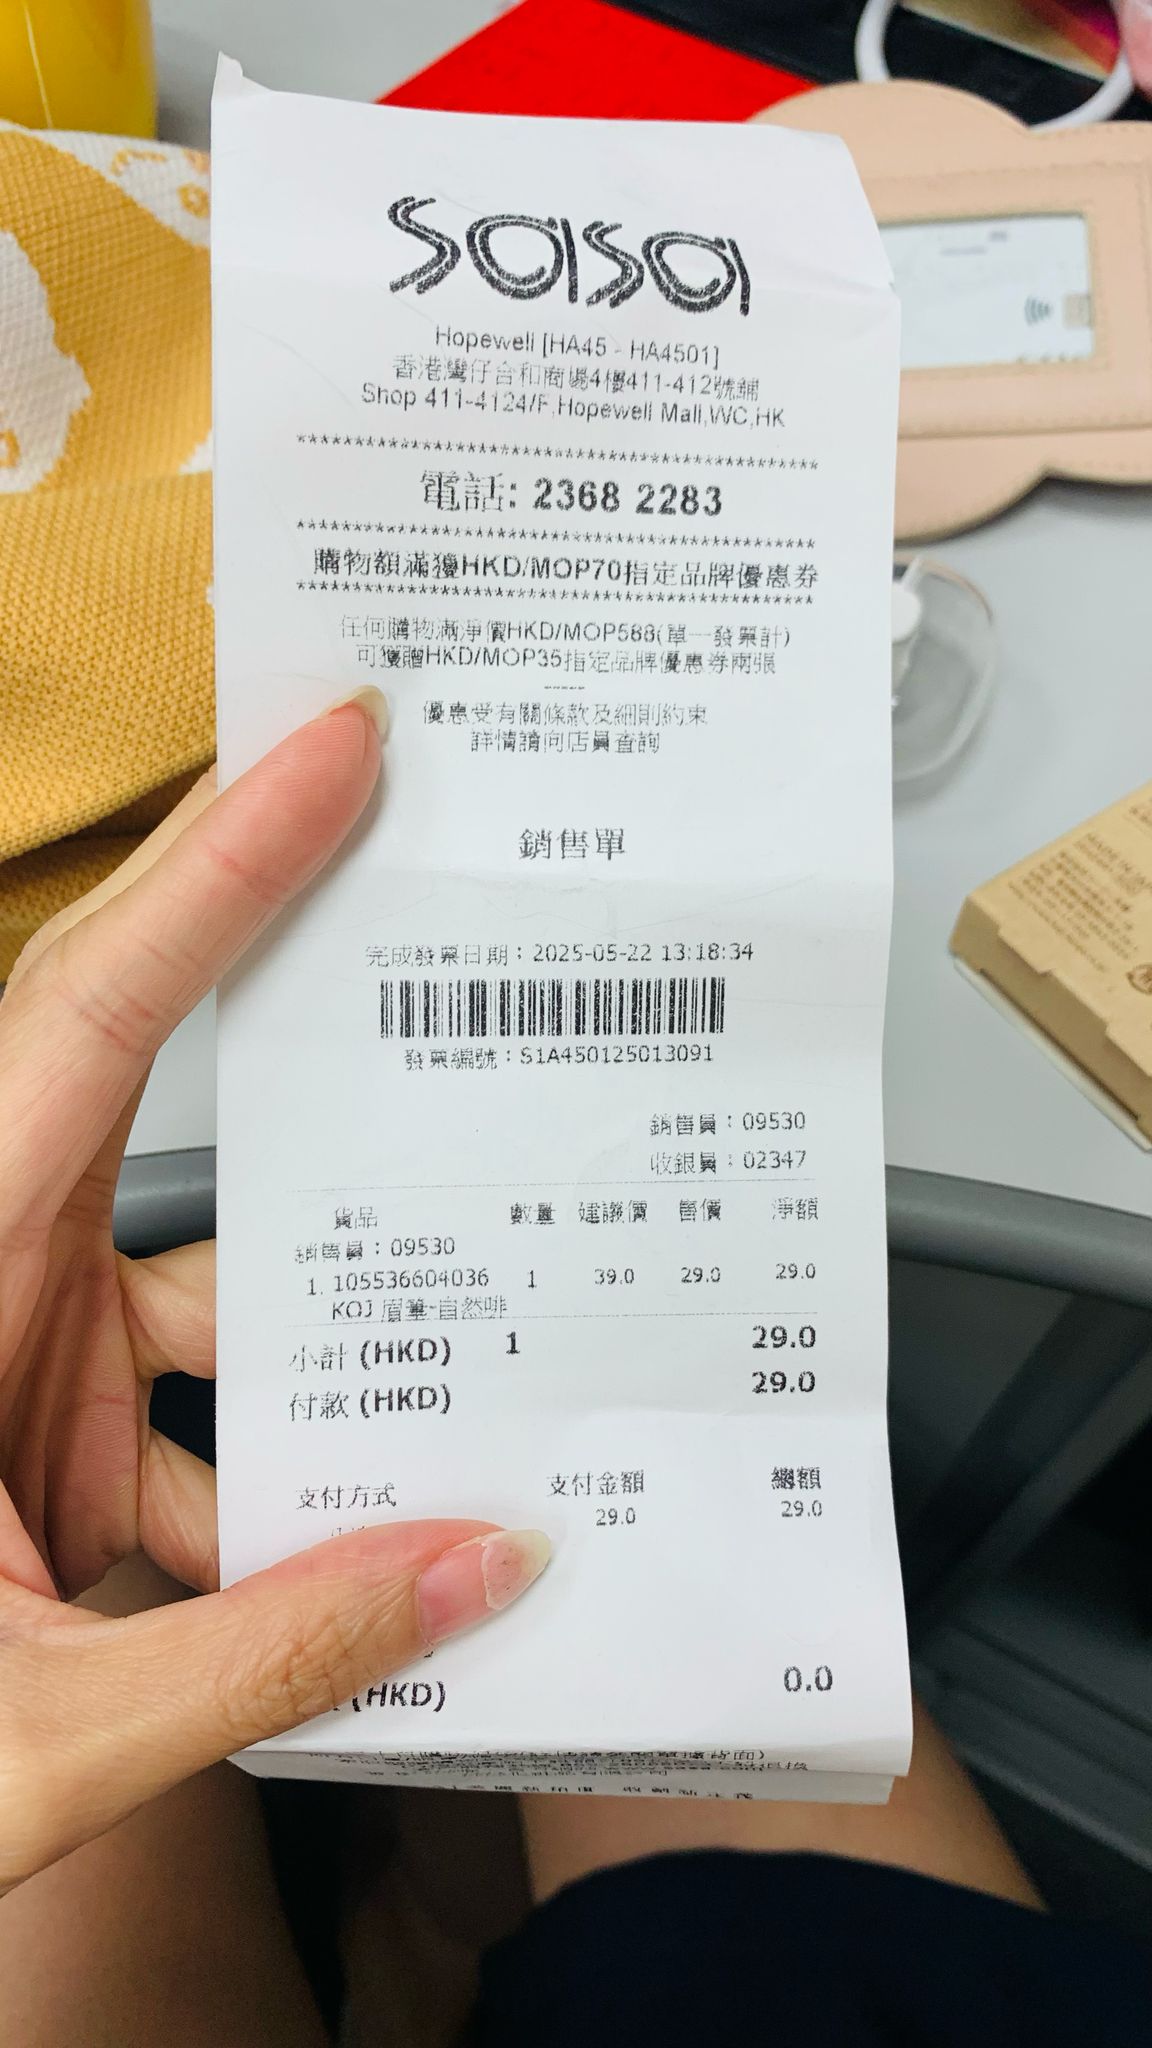 sasa
Hopewell [HA45 - HA4501]
香港灣仔合和商場4樓411-412號鋪
Shop 411-4124/F,Hopewell Mall,WC,HK
電話: 2368 2283
購物額滿獲HKD/MOP70指定品牌優惠券
任何購物滿淨價HKD/MOP588(單一發票計)
可獲贈HKD/MOP35指定品牌優惠券兩張
優惠受有關條款及細則約束
詳情請向店員查詢
銷售單
完成發票日期：2025-05-22 13:18:34
發票編號：S1A450125013091
銷售員：09530
收銀員：02347
貨品 數量 建議價 售價 淨額
銷售員：09530
1. 105536604036 1 39.0 29.0 29.0
KOJ 眉筆-自然啡
小計 (HKD) 1 29.0
付款 (HKD) 29.0
支付方式 支付金額 總額
29.0 29.0
(HKD) 0.0